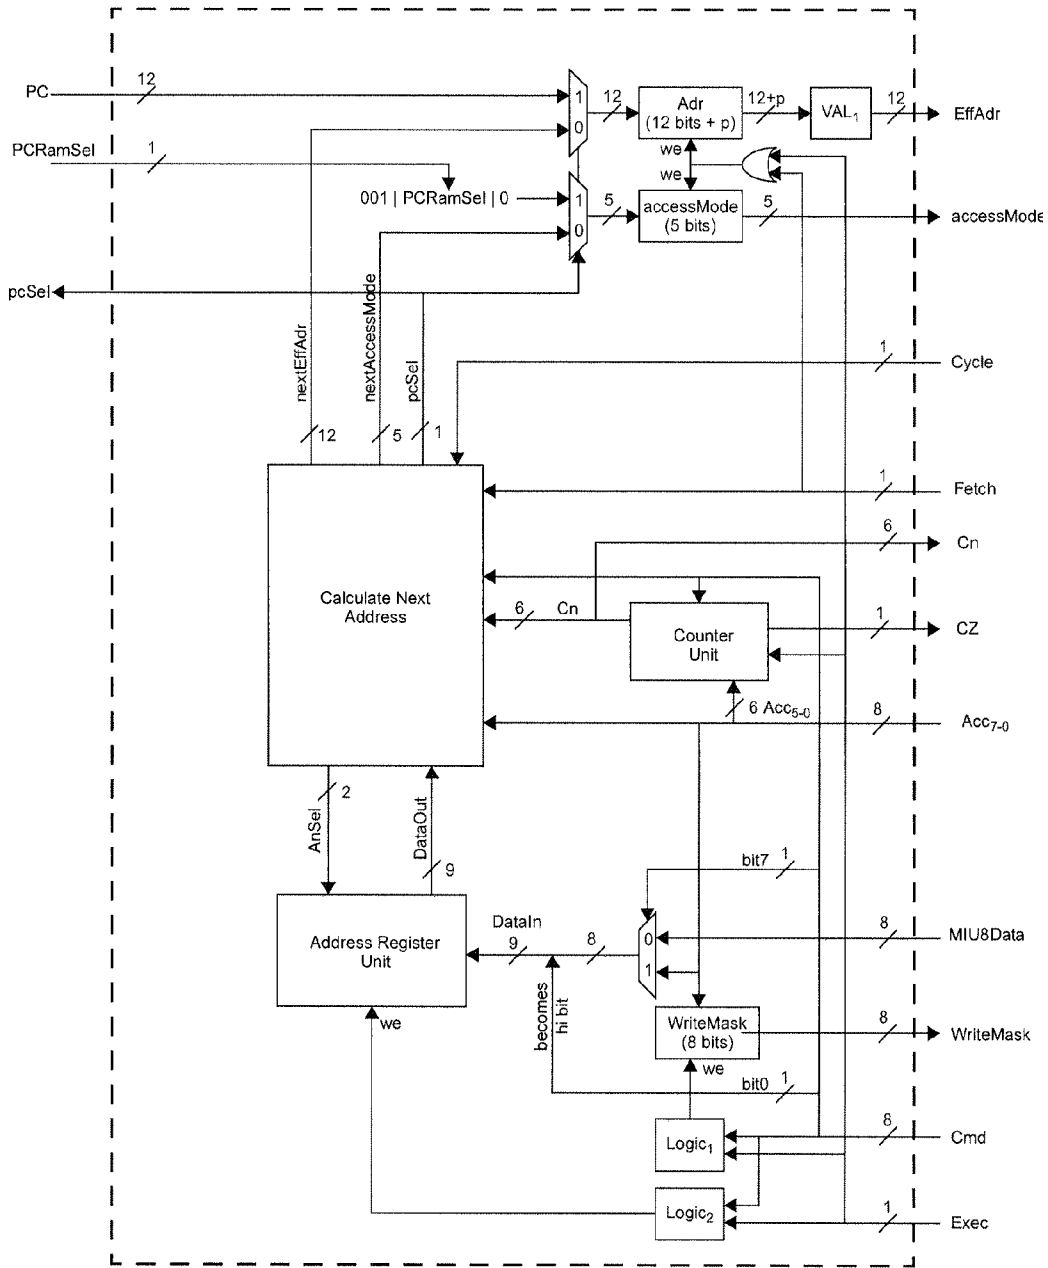 PC
12
1
0
12
Adr
(12 bits + p)
12+p
VAL1
12
EffAdr
PCRamSel
1
we
we
001 | PCRamSel | 0
1
0
5
accessMode
(5 bits)
5
accessMode
pcSel
nextEffAdr
nextAccessMode
pcSel
1
Cycle
12
5
1
1
Fetch
6
Cn
Calculate Next
Address
6
Cn
Counter
Unit
1
CZ
6 Acc5-0
8
Acc7-0
2
AnSel
DataOut
9
bit7
1
Address Register
Unit
DataIn
9
8
0
1
8
MIU8Data
becomes
hi bit
WriteMask
(8 bits)
8
WriteMask
we
we
bit0
1
Logic1
8
Cmd
Logic2
1
Exec